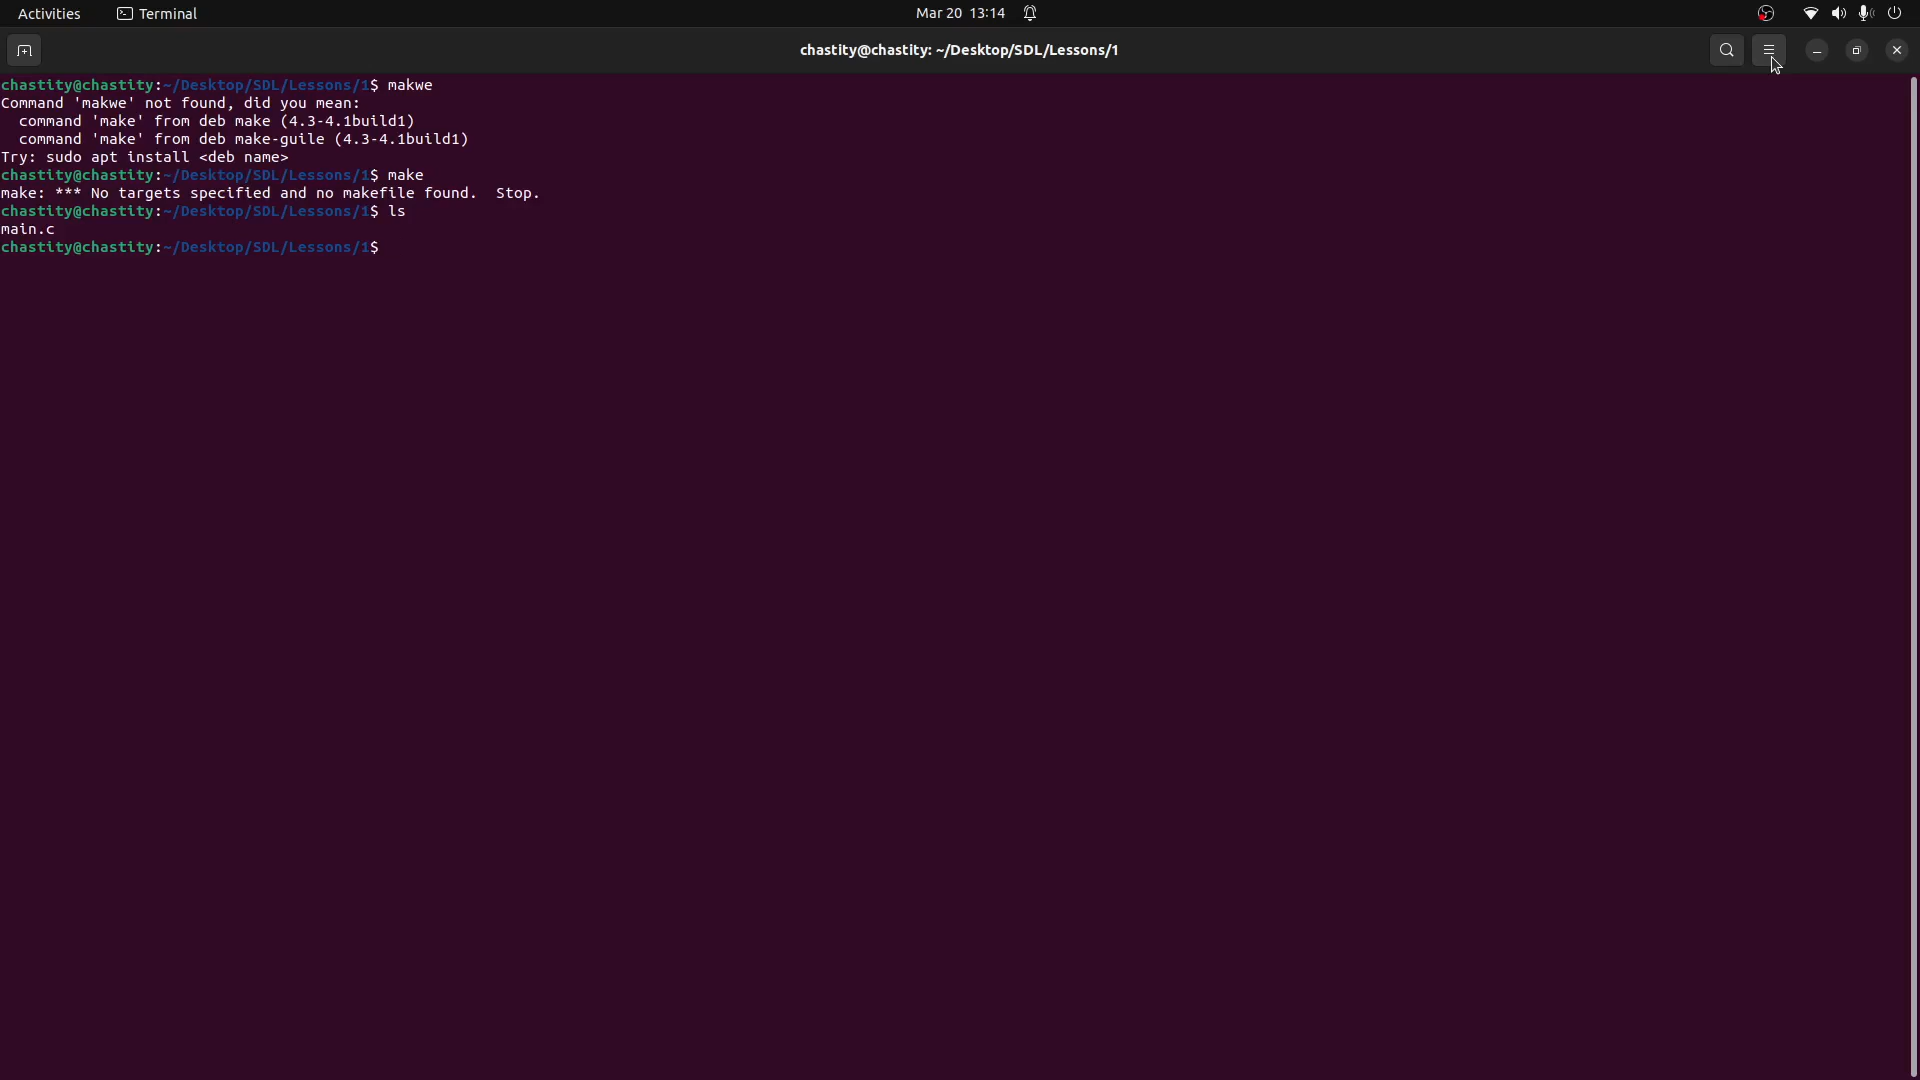 Activities Terminal Mar 20 13:14
chastity@chastity: ~/Desktop/SDL/Lessons/1
chastity@chastity:~/Desktop/SDL/Lessons/1$ makwe
Command 'makwe' not found, did you mean:
  command 'make' from deb make (4.3-4.1build1)
  command 'make' from deb make-guile (4.3-4.1build1)
Try: sudo apt install <deb name>
chastity@chastity:~/Desktop/SDL/Lessons/1$ make
make: *** No targets specified and no makefile found.  Stop.
chastity@chastity:~/Desktop/SDL/Lessons/1$ ls
main.c
chastity@chastity:~/Desktop/SDL/Lessons/1$